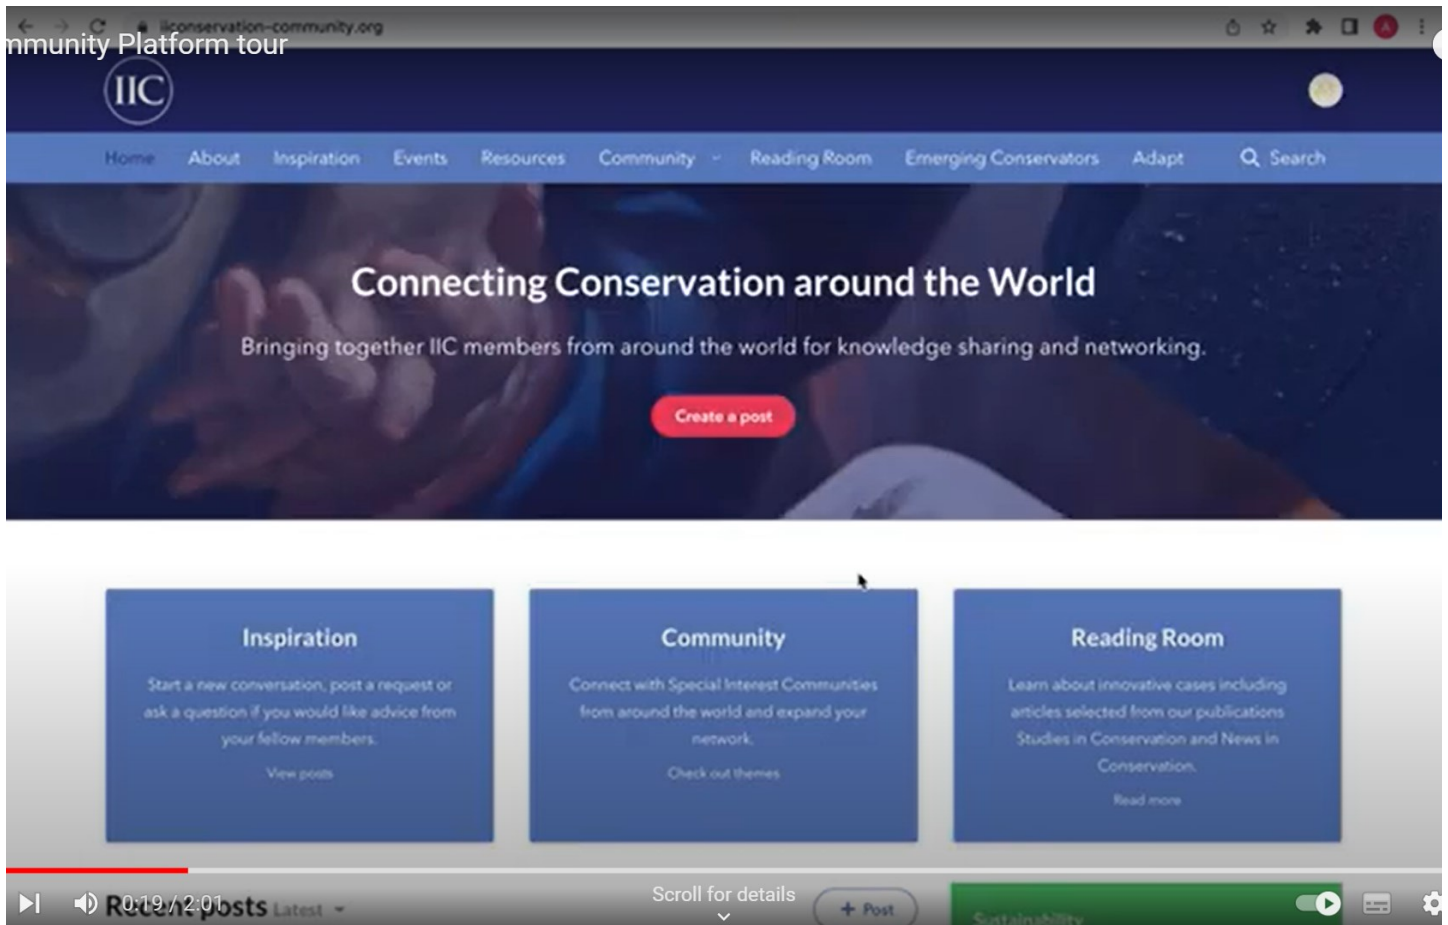 iiconservation-community.org
mmunity Platform tour
A
IIC
Home About Inspiration Events Resources Community Reading Room Emerging Conservators Adapt Search
Connecting Conservation around the World
Bringing together IIC members from around the world for knowledge sharing and networking.
Create a post
Inspiration
Start a new conversation, post a request or
ask a question if you would like advice from
your fellow members.
View posts
Community
Connect with Special Interest Communities
from around the world and expand your
network.
Check out themes
Reading Room
Learn about innovative cases including
articles selected from our publications
Studies in Conservation and News in
Conservation.
Read more
Recent posts Latest
+ Post
Sustainability
0:19 / 2:01
Scroll for details